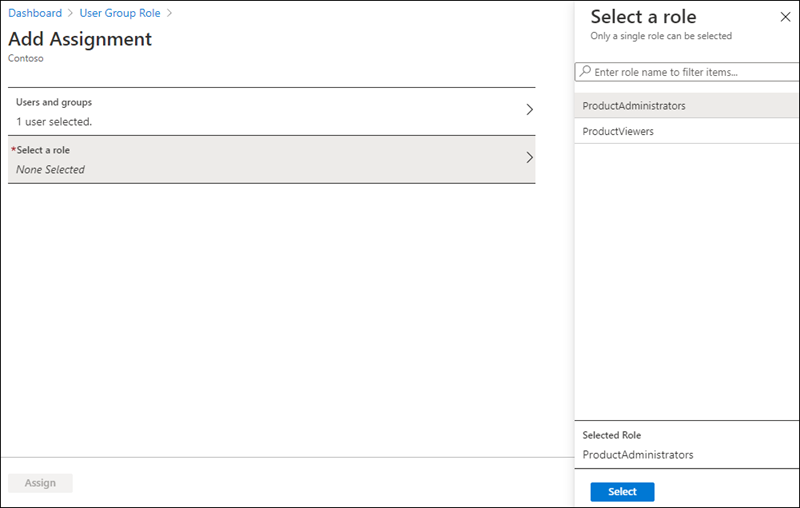 Dashboard > User Group Role >
Add Assignment
Contoso
Users and groups
1 user selected.
*Select a role
None Selected
Assign
Select a role
Only a single role can be selected
Enter role name to filter items...
ProductAdministrators
ProductViewers
Selected Role
ProductAdministrators
Select